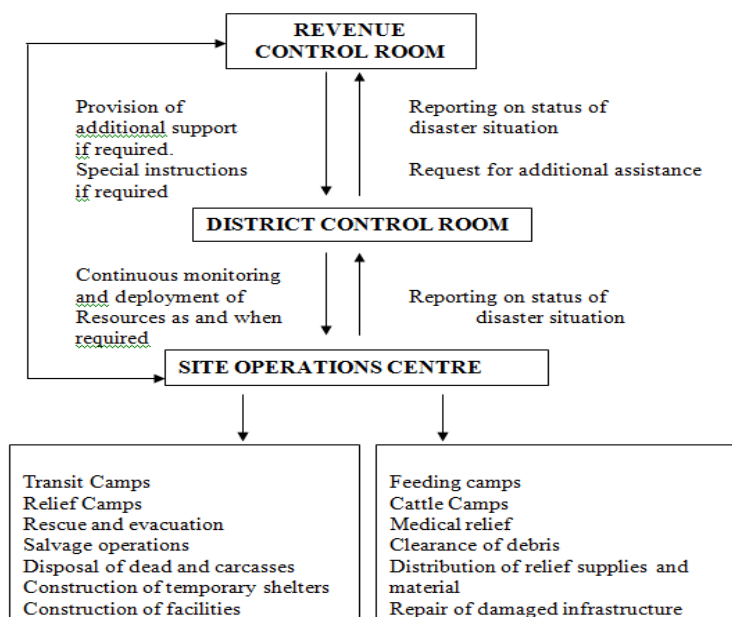 REVENUE
CONTROL ROOM
Provision of
additional support
if required.
Special instructions
if required
Reporting on status of
disaster situation
Request for additional assistance
DISTRICT CONTROL ROOM
Continuous monitoring
and deployment of
Resources as and when
required
Reporting on status of
disaster situation
SITE OPERATIONS CENTRE
Transit Camps
Relief Camps
Rescue and evacuation
Salvage operations
Disposal of dead and carcasses
Construction of temporary shelters
Construction of facilities
Feeding camps
Cattle Camps
Medical relief
Clearance of debris
Distribution of relief supplies and
material
Repair of damaged infrastructure